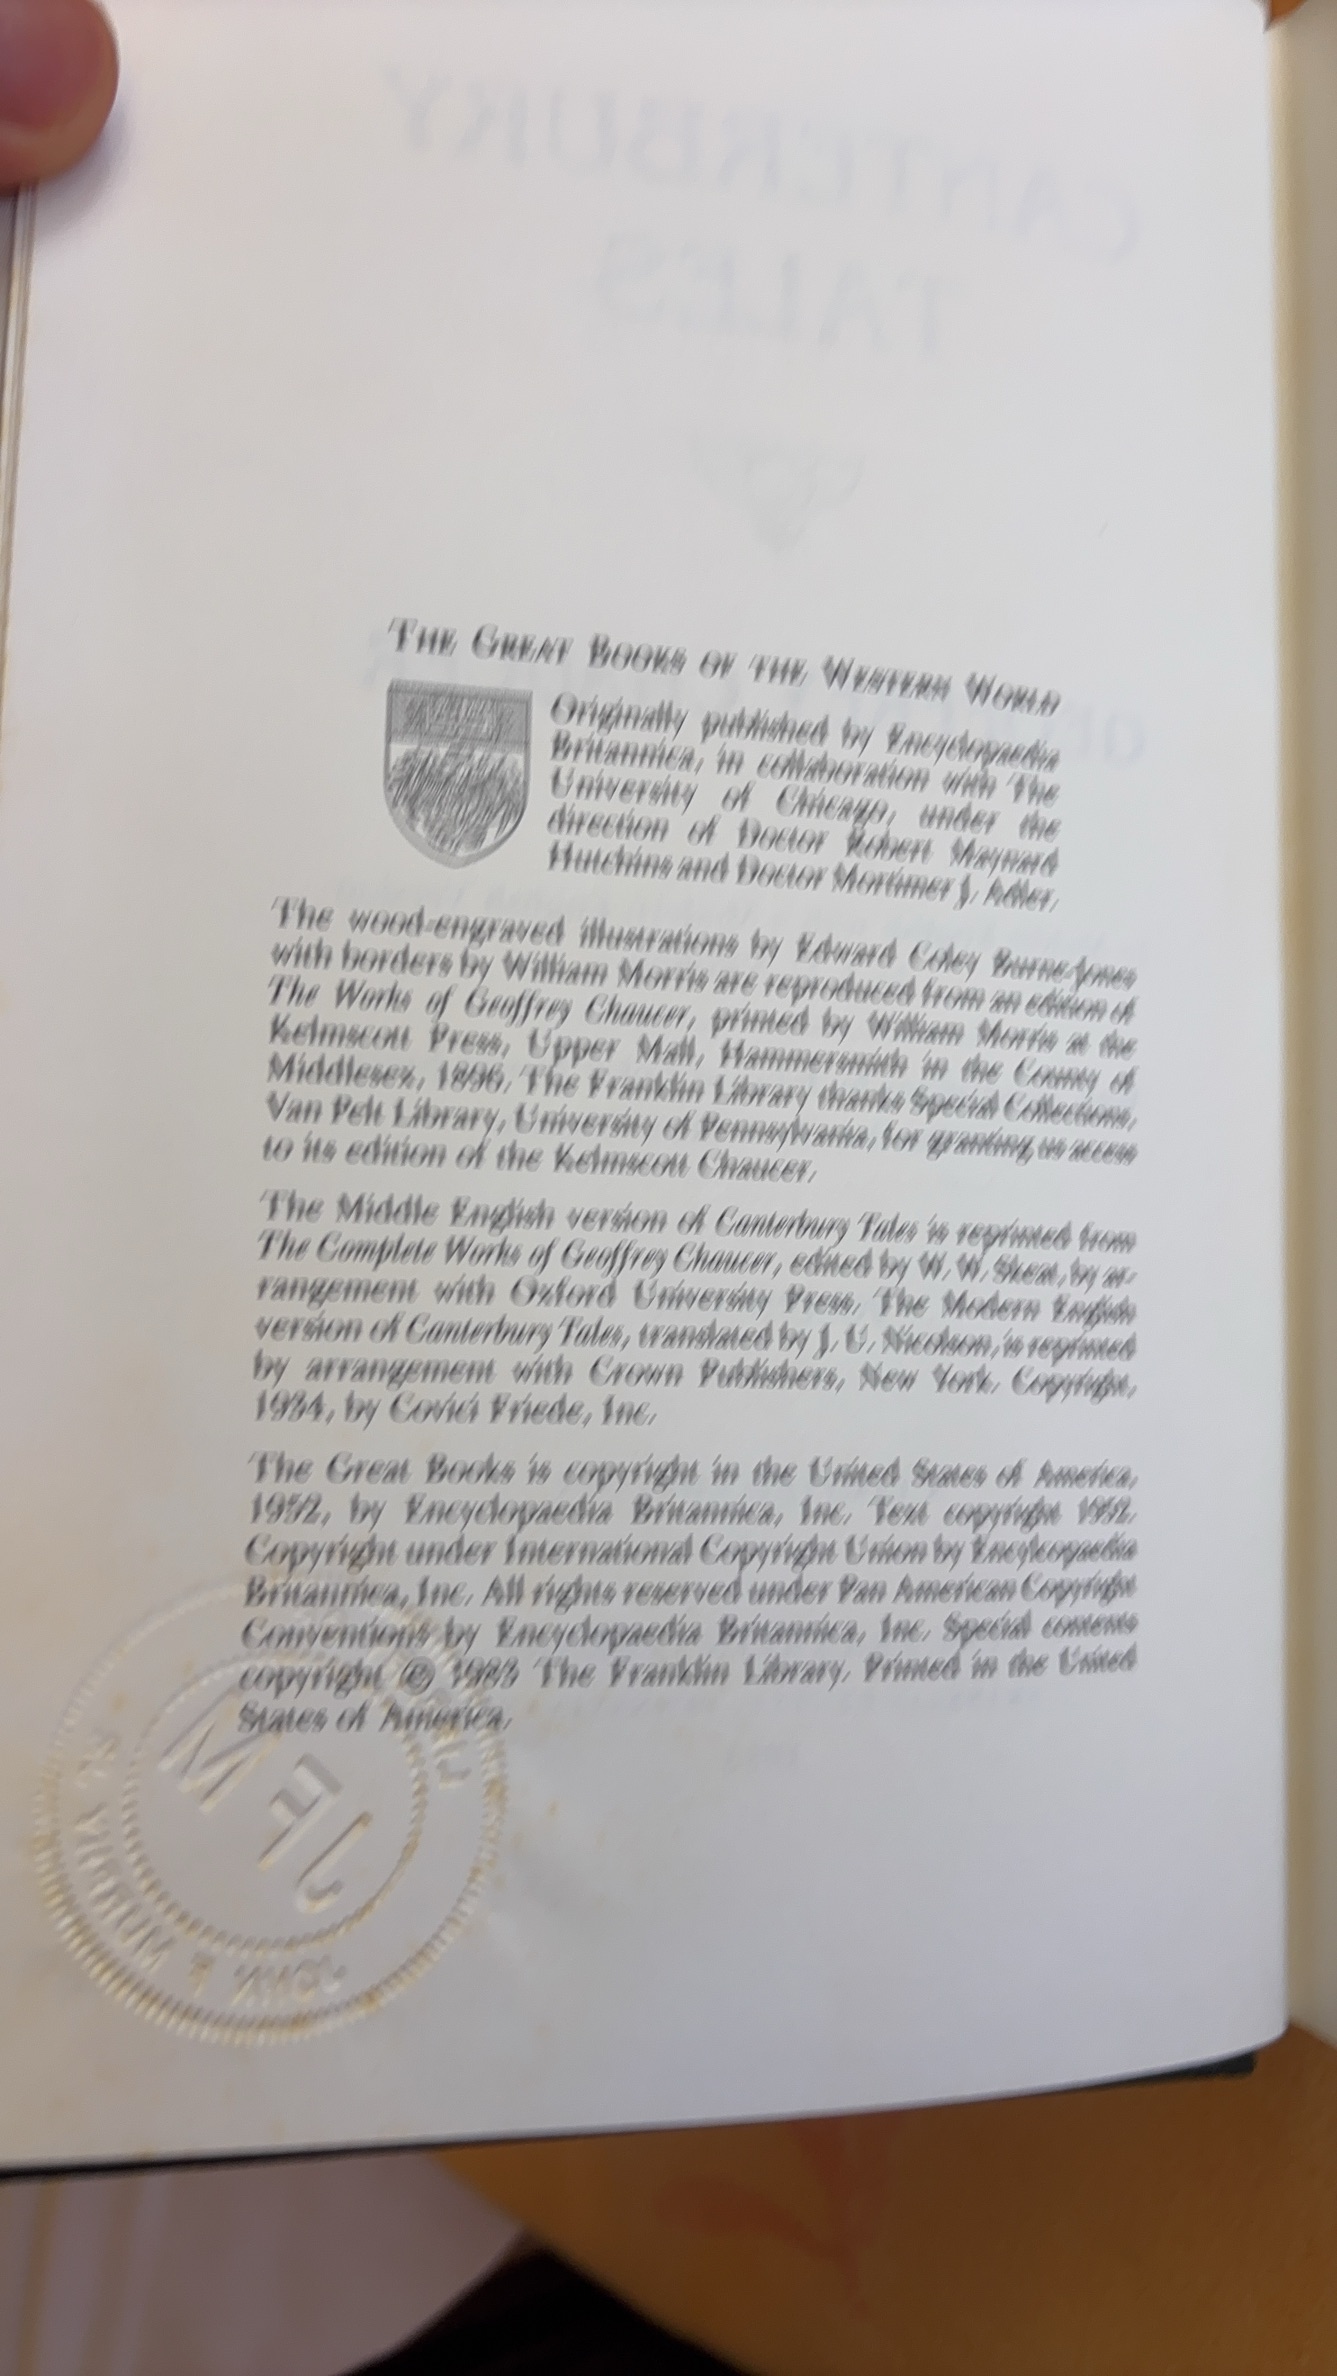 CANTERBURY
TALES
THE GREAT BOOKS OF THE WESTERN WORLD
Originally published by Encyclopaedia
Britannica, in collaboration with The
University of Chicago, under the
direction of Doctor Robert Maynard
Hutchins and Doctor Mortimer J. Adler.
The wood-engraved illustrations by Edward Coley Burne-Jones
with borders by William Morris are reproduced from an edition of
The Works of Geoffrey Chaucer, printed by William Morris at the
Kelmscott Press, Upper Mall, Hammersmith in the County of
Middlesex, 1896. The Franklin Library thanks Special Collections,
Van Pelt Library, University of Pennsylvania, for granting us access
to its edition of the Kelmscott Chaucer.
The Middle English version of Canterbury Tales is reprinted from
The Complete Works of Geoffrey Chaucer, edited by W. W. Skeat, by ar-
rangement with Oxford University Press. The Modern English
version of Canterbury Tales, translated by J. U. Nicolson, is reprinted
by arrangement with Crown Publishers, New York. Copyright,
1934, by Covici Friede, Inc.
The Great Books is copyright in the United States of America,
1952, by Encyclopaedia Britannica, Inc. Text copyright 1952.
Copyright under International Copyright Union by Encylcopaedia
Britannica, Inc. All rights reserved under Pan American Copyright
Conventions by Encyclopaedia Britannica, Inc. Special contents
copyright © 1983 The Franklin Library. Printed in the United
States of America.